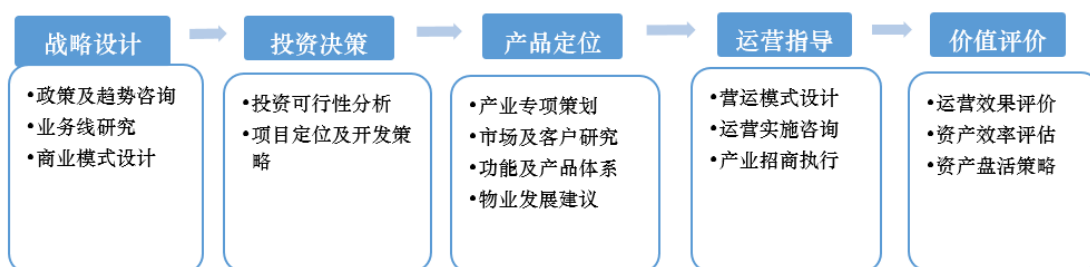 战略设计
•政策及趋势咨询
•业务线研究
•商业模式设计
投资决策
•投资可行性分析
•项目定位及开发策
略
产品定位
•产业专项策划
•市场及客户研究
•功能及产品体系
•物业发展建议
运营指导
•营运模式设计
•运营实施咨询
•产业招商执行
价值评价
•运营效果评价
•资产效率评估
•资产盘活策略